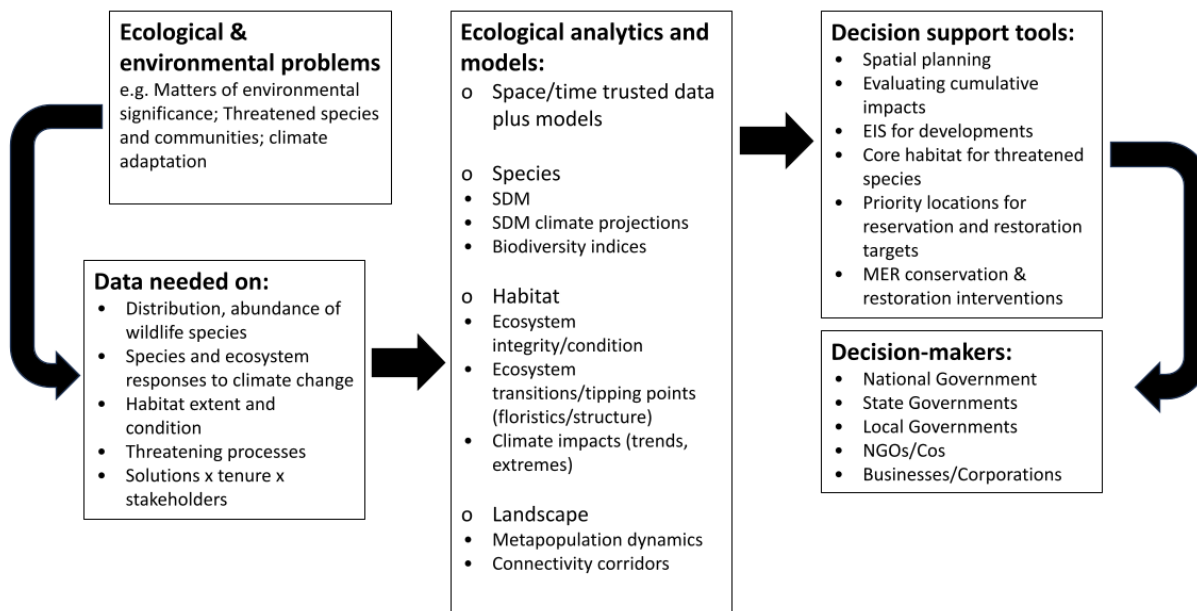 Ecological &
environmental problems
e.g. Matters of environmental
significance; Threatened species
and communities; climate
adaptation
Data needed on:
• Distribution, abundance of
wildlife species
• Species and ecosystem
responses to climate change
• Habitat extent and
condition
• Threatening processes
• Solutions x tenure x
stakeholders
Ecological analytics and
models:
o Space/time trusted data
plus models
o Species
• SDM
• SDM climate projections
• Biodiversity indices
o Habitat
• Ecosystem
integrity/condition
• Ecosystem
transitions/tipping points
(floristics/structure)
• Climate impacts (trends,
extremes)
o Landscape
• Metapopulation dynamics
• Connectivity corridors
Decision support tools:
• Spatial planning
• Evaluating cumulative
impacts
• EIS for developments
• Core habitat for threatened
species
• Priority locations for
reservation and restoration
targets
• MER conservation &
restoration interventions
Decision-makers:
• National Government
• State Governments
• Local Governments
• NGOs/Cos
• Businesses/Corporations